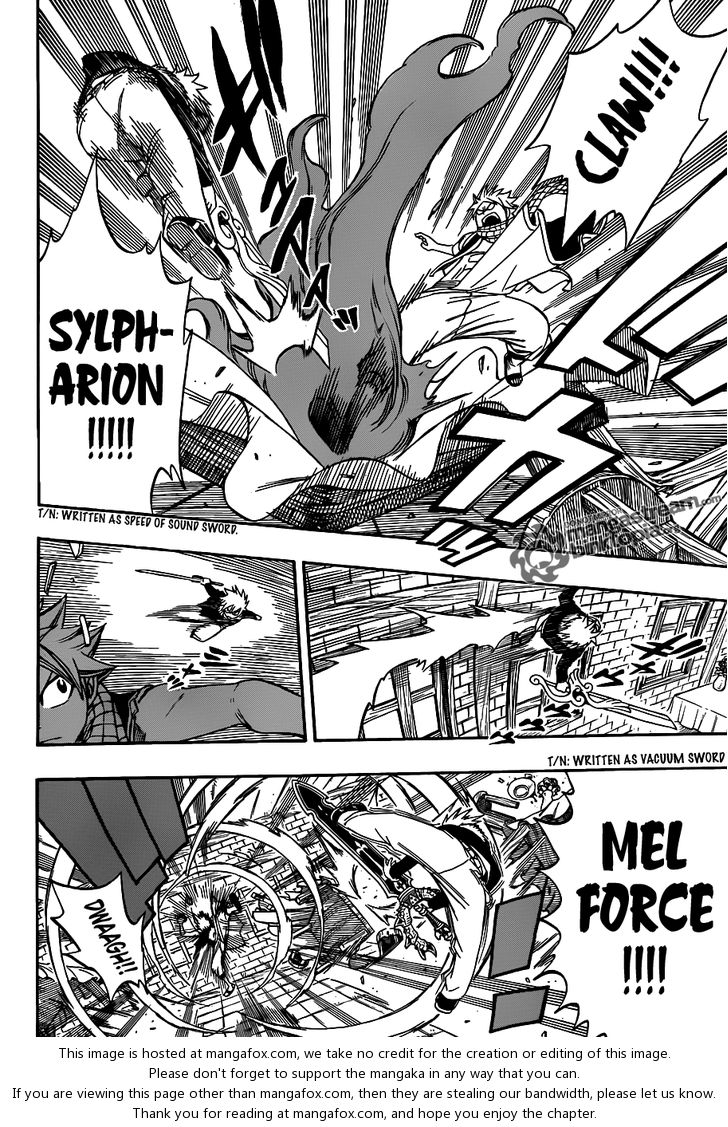 CLAW!!!!
SYLPH-
ARION
!!!!!
T/N: WRITTEN AS SPEED OF SOUND SWORD.
mangastream.com
T/N: WRITTEN AS VACUUM SWORD
MEL
FORCE
!!!!
DWAAGH!!
This image is hosted at mangafox.com, we take no credit for the creation or editing of this image.
Please don't forget to support the mangaka in any way that you can.
If you are viewing this page other than mangafox.com, then they are stealing our bandwidth, please let us know.
Thank you for reading at mangafox.com, and hope you enjoy the chapter.